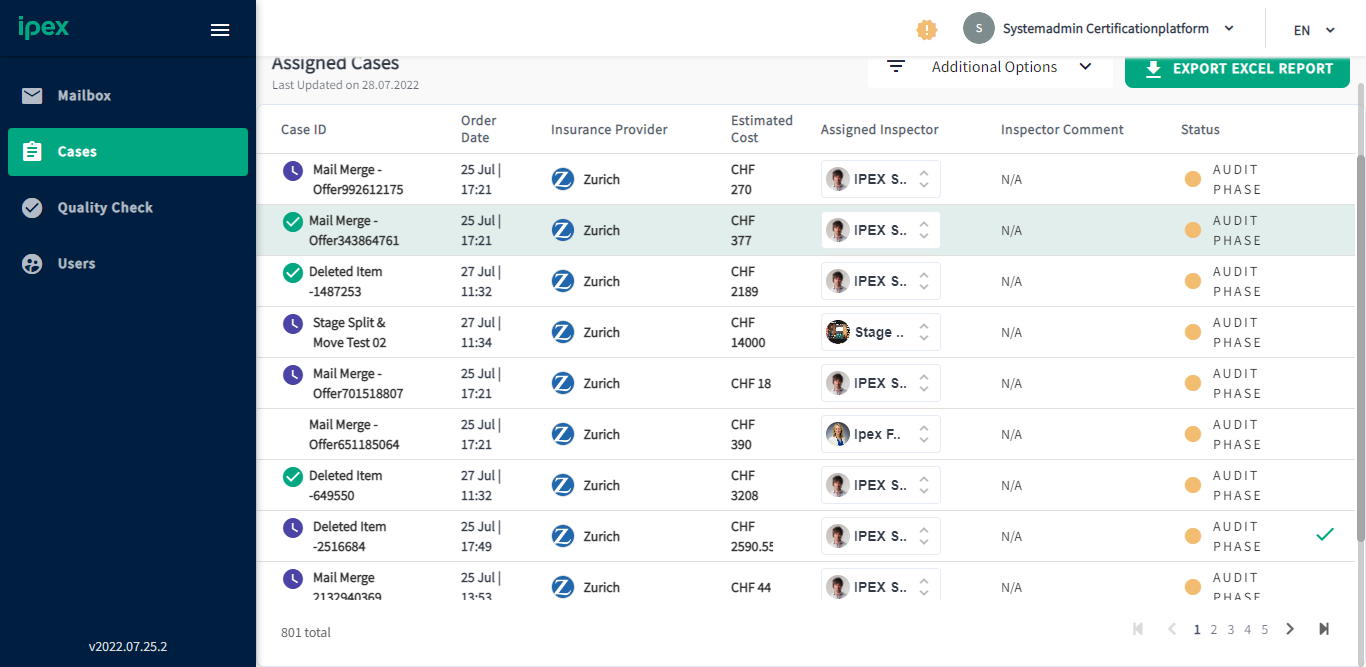 ipex
S
Systemadmin Certificationplatform
EN
Mailbox
Cases
Quality Check
Users
v2022.07.25.2
Assigned Cases
Last Updated on 28.07.2022
Additional Options
EXPORT EXCEL REPORT
Case ID
Order
Date
Insurance Provider
Estimated
Cost
Assigned Inspector
Inspector Comment
Status
Mail Merge -
Offer992612175
25 Jul |
17:21
Zurich
CHF
270
IPEX S..
N/A
AUDIT
PHASE
Mail Merge -
Offer343864761
25 Jul |
17:21
Zurich
CHF
377
IPEX S..
N/A
AUDIT
PHASE
Deleted Item
-1487253
27 Jul |
11:32
Zurich
CHF
2189
IPEX S..
N/A
AUDIT
PHASE
Stage Split &
Move Test 02
27 Jul |
11:34
Zurich
CHF
14000
Stage ..
N/A
AUDIT
PHASE
Mail Merge -
Offer701518807
25 Jul |
17:21
Zurich
CHF 18
IPEX S..
N/A
AUDIT
PHASE
Mail Merge -
Offer651185064
25 Jul |
17:21
Zurich
CHF
390
Ipex F..
N/A
AUDIT
PHASE
Deleted Item
-649550
27 Jul |
11:32
Zurich
CHF
3208
IPEX S..
N/A
AUDIT
PHASE
Deleted Item
-2516684
25 Jul |
17:49
Zurich
CHF
2590.55
IPEX S..
N/A
AUDIT
PHASE
Mail Merge
2132940369
25 Jul |
13:53
Zurich
CHF 44
IPEX S..
N/A
AUDIT
PHASE
801 total
1 2 3 4 5